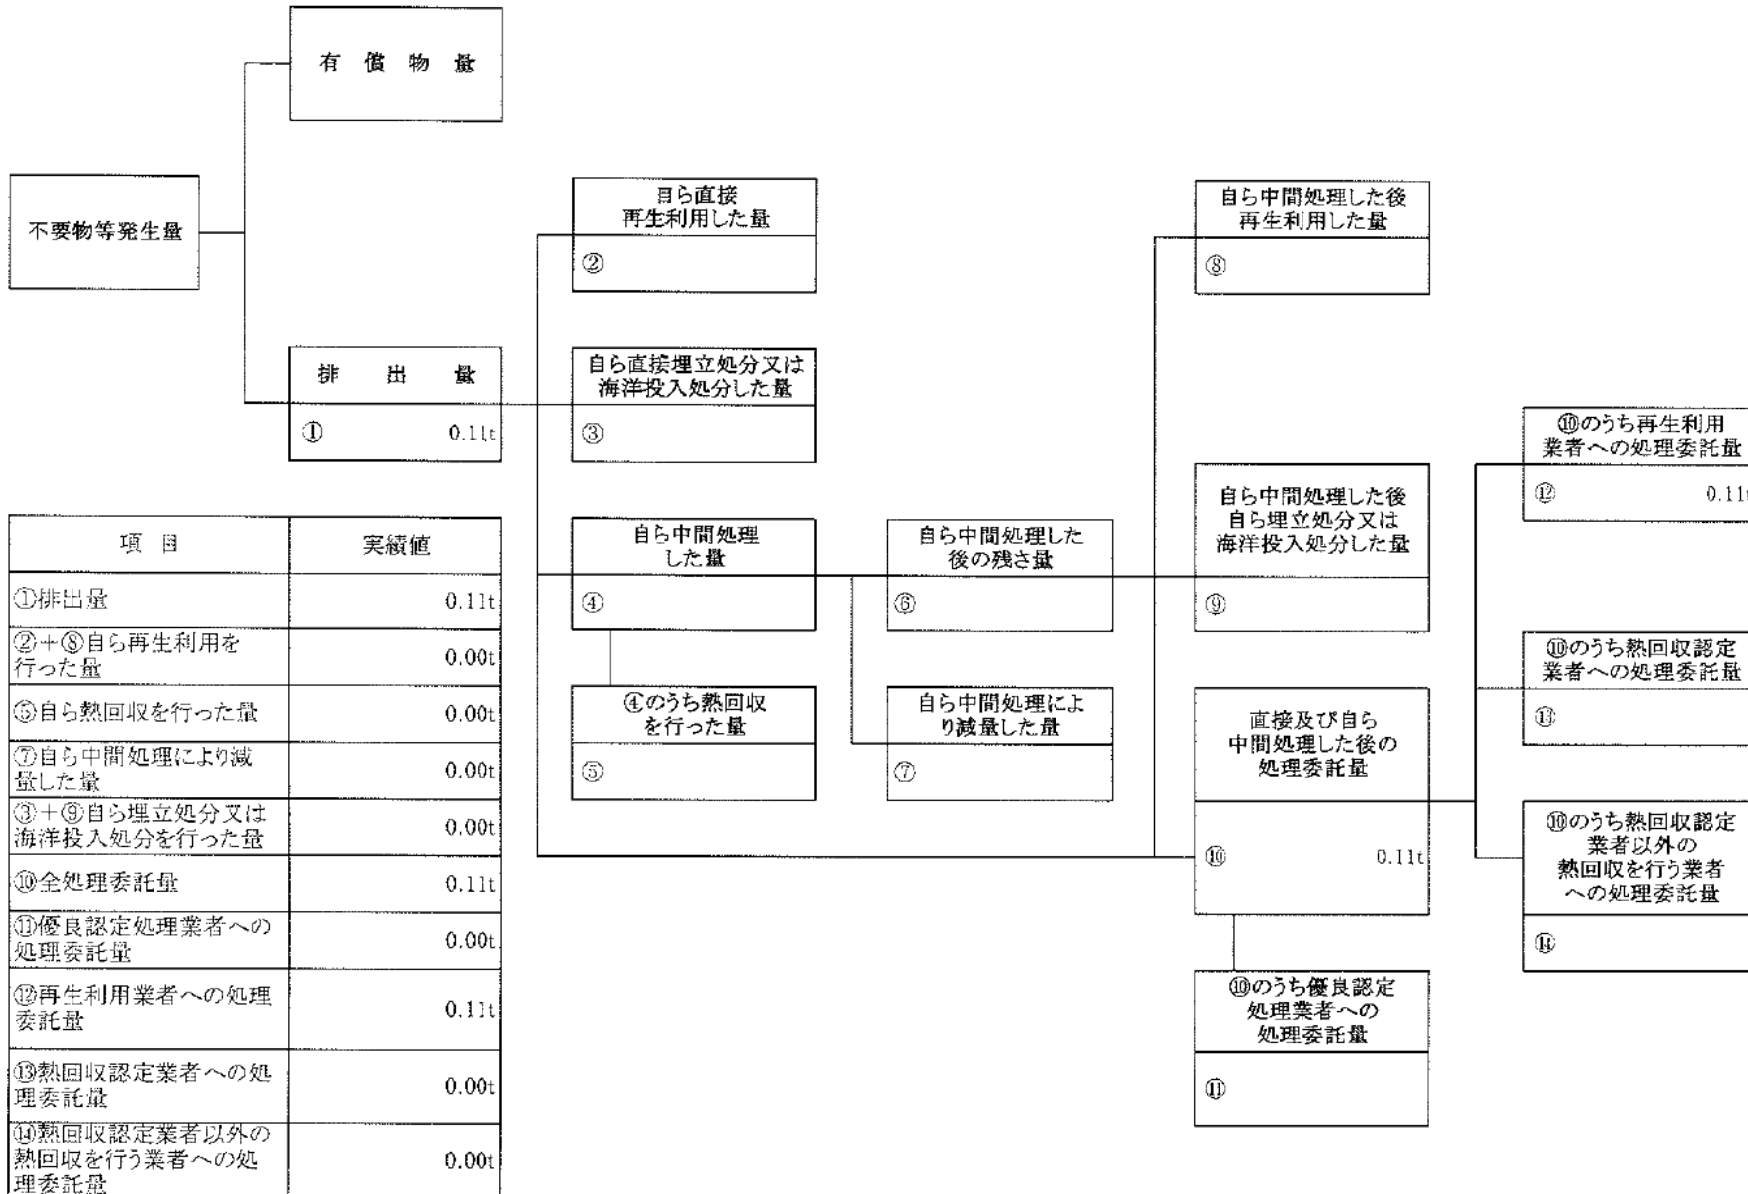 有償物量
不要物等発生量
排出量
① 0.11t
自ら直接
再生利用した量
②
自ら直接埋立処分又は
海洋投入処分した量
③
自ら中間処理
した量
④
④のうち熱回収
を行った量
⑤
自ら中間処理した
後の残さ量
⑥
自ら中間処理によ
り減量した量
⑦
自ら中間処理した後
再生利用した量
⑧
自ら中間処理した後
自ら埋立処分又は
海洋投入処分した量
⑨
直接及び自ら
中間処理した後の
処理委託量
⑩ 0.11t
⑩のうち優良認定
処理業者への
処理委託量
⑪
⑩のうち再生利用
業者への処理委託量
⑫ 0.11t
⑩のうち熱回収認定
業者への処理委託量
⑬
⑩のうち熱回収認定
業者以外の
熱回収を行う業者
への処理委託量
⑭
項目 実績値
①排出量 0.11t
②+⑧自ら再生利用を
行った量 0.00t
⑤自ら熱回収を行った量 0.00t
⑦自ら中間処理により減
量した量 0.00t
③+⑨自ら埋立処分又は
海洋投入処分を行った量 0.00t
⑩全処理委託量 0.11t
⑪優良認定処理業者への
処理委託量 0.00t
⑫再生利用業者への処理
委託量 0.11t
⑬熱回収認定業者への処
理委託量 0.00t
⑭熱回収認定業者以外の
熱回収を行う業者への処
理委託量 0.00t